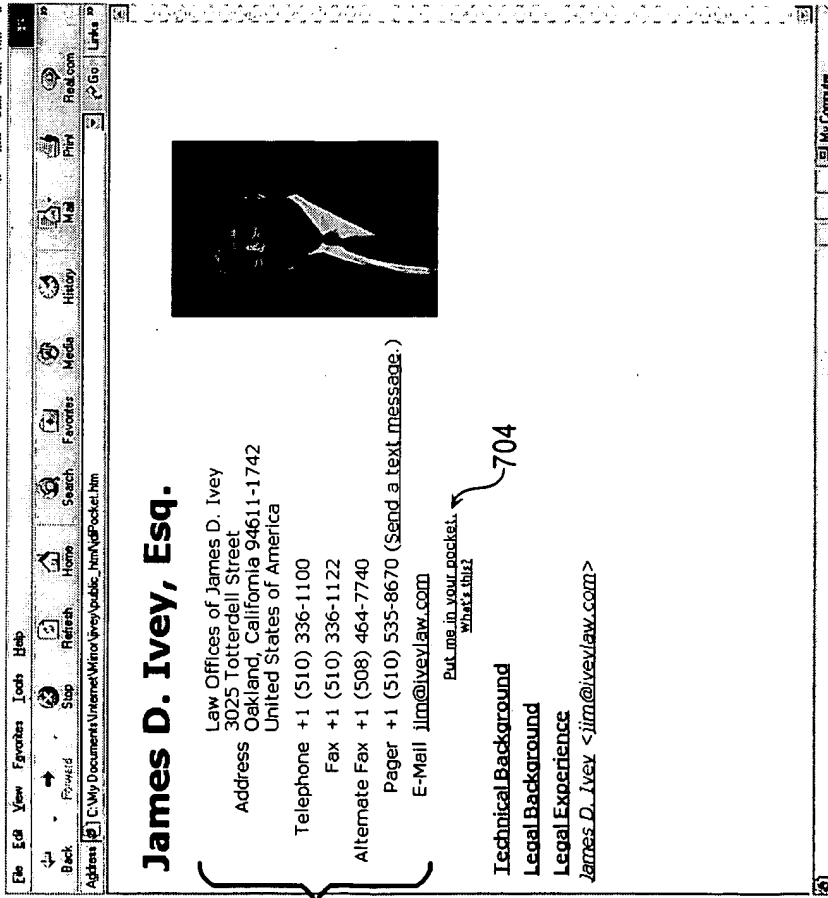 File Edit View Favorites Tools Help
Back Forward Stop Refresh Home Search Favorites Media History Mail Print Real.com
Address C:\My Documents\Internet\Mirror\ivey\public_html\jdiPocket.htm Go Links
James D. Ivey, Esq.
Address Law Offices of James D. Ivey
3025 Totterdell Street
Oakland, California 94611-1742
United States of America
Telephone +1 (510) 336-1100
Fax +1 (510) 336-1122
Alternate Fax +1 (508) 464-7740
Pager +1 (510) 535-8670 (Send a text message.)
E-Mail jim@iveylaw.com
Put me in your pocket.
What's this?
704
Technical Background
Legal Background
Legal Experience
James D. Ivey <jim@iveylaw.com>
My Computer